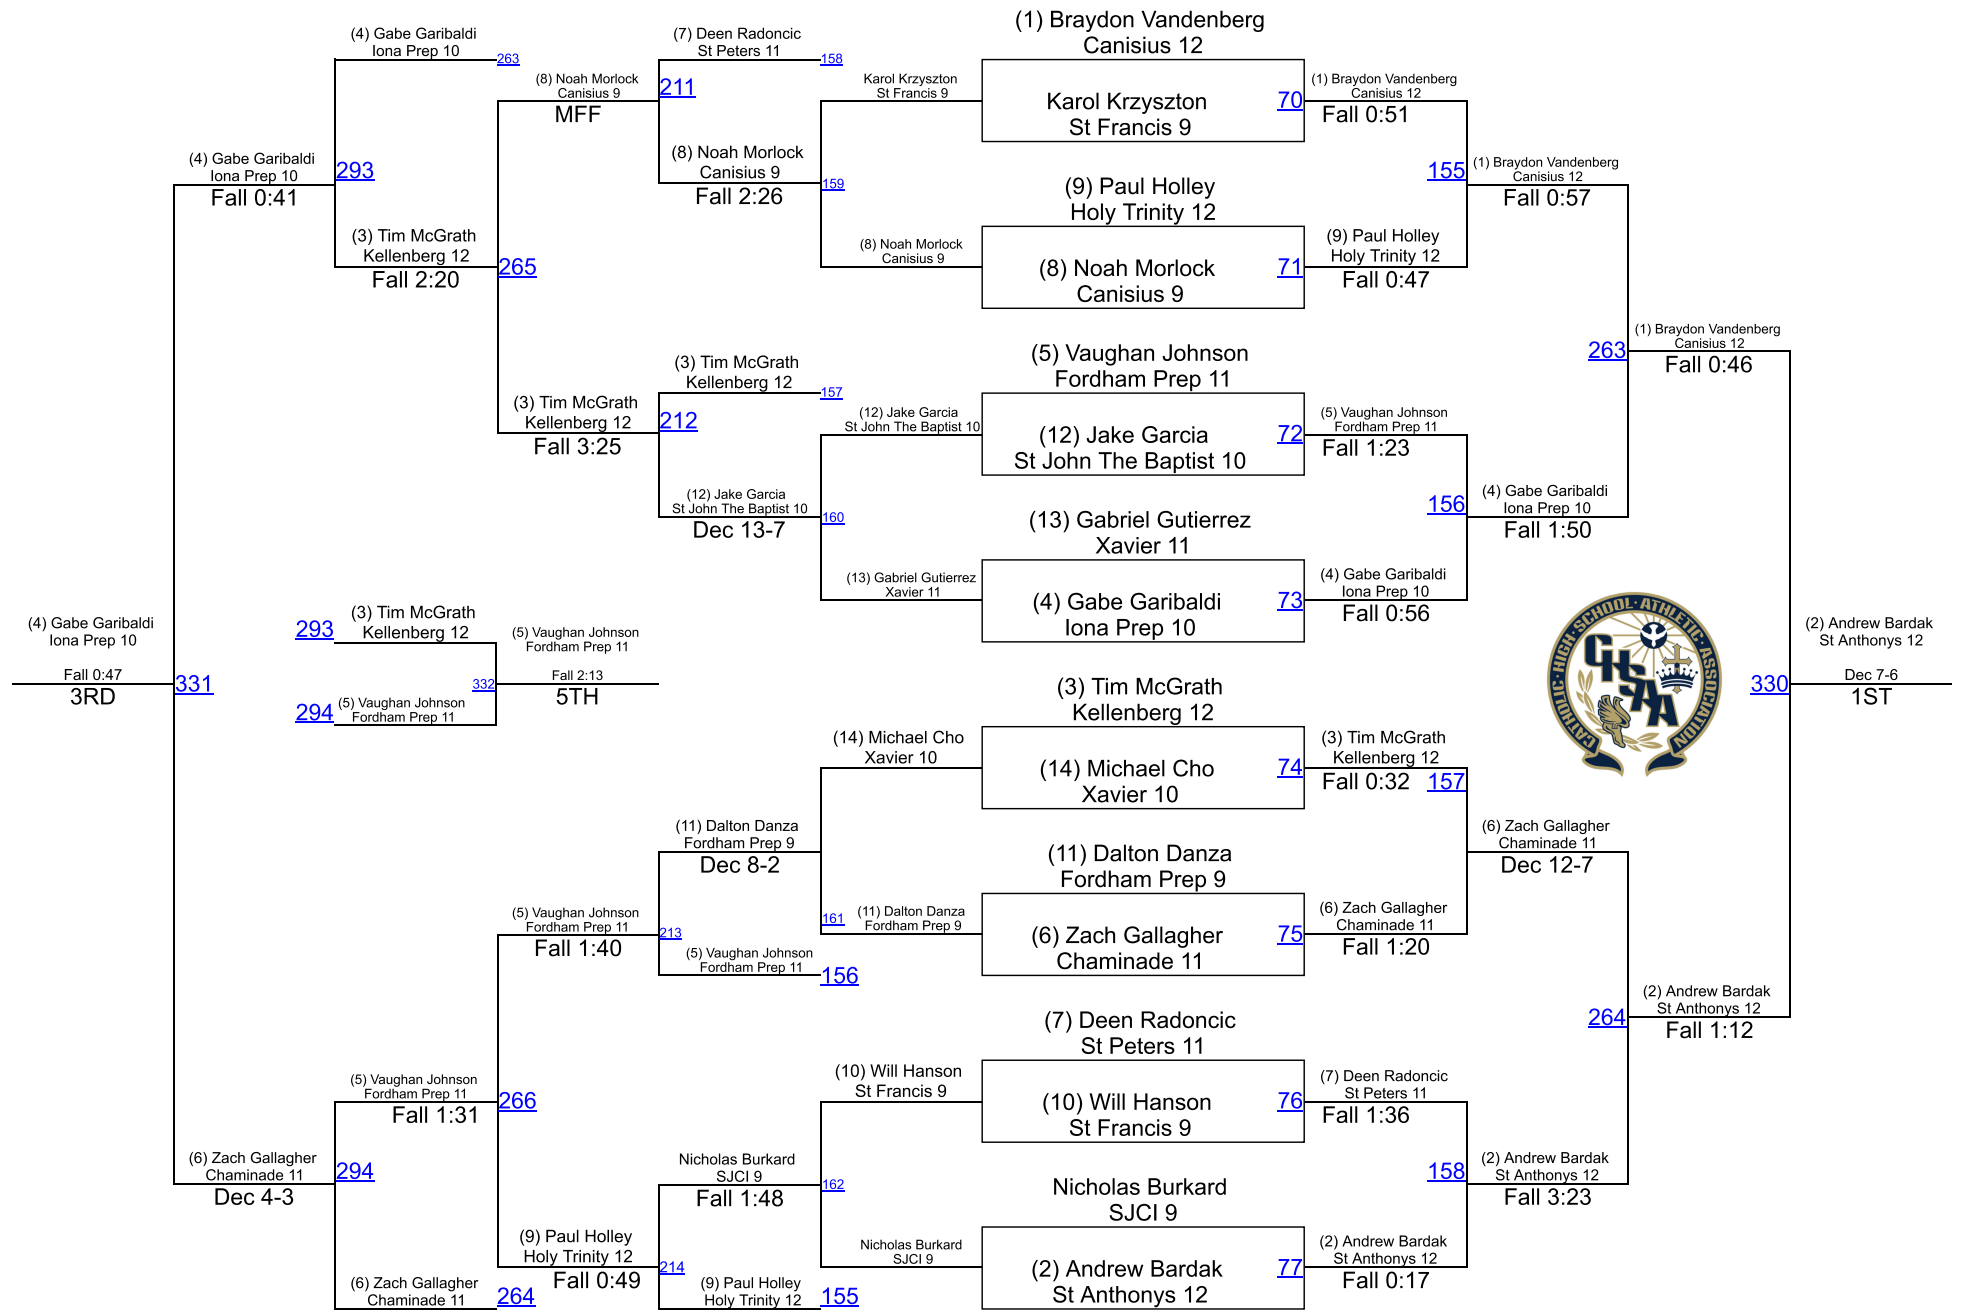 (4) Gabe Garibaldi
Iona Prep 10
263
(4) Gabe Garibaldi
Iona Prep 10
Fall 0:41
293
(3) Tim McGrath
Kellenberg 12
Fall 2:20
(8) Noah Morlock
Canisius 9
MFF
265
(3) Tim McGrath
Kellenberg 12
Fall 3:25
(7) Deen Radoncic
St Peters 11
158
211
(8) Noah Morlock
Canisius 9
Fall 2:26
159
(3) Tim McGrath
Kellenberg 12
157
212
(12) Jake Garcia
St John The Baptist 10
Dec 13-7
160
Karol Krzyszton
St Francis 9
(8) Noah Morlock
Canisius 9
(12) Jake Garcia
St John The Baptist 10
(13) Gabriel Gutierrez
Xavier 11
(1) Braydon Vandenberg
Canisius 12
Karol Krzyszton
St Francis 9
70
(9) Paul Holley
Holy Trinity 12
(8) Noah Morlock
Canisius 9
71
(5) Vaughan Johnson
Fordham Prep 11
(12) Jake Garcia
St John The Baptist 10
72
(13) Gabriel Gutierrez
Xavier 11
(4) Gabe Garibaldi
Iona Prep 10
73
(1) Braydon Vandenberg
Canisius 12
Fall 0:51
155
(9) Paul Holley
Holy Trinity 12
Fall 0:47
(5) Vaughan Johnson
Fordham Prep 11
Fall 1:23
156
(4) Gabe Garibaldi
Iona Prep 10
Fall 0:56
(1) Braydon Vandenberg
Canisius 12
Fall 0:57
263
(4) Gabe Garibaldi
Iona Prep 10
Fall 1:50
(1) Braydon Vandenberg
Canisius 12
Fall 0:46
(4) Gabe Garibaldi
Iona Prep 10
Fall 0:47
3RD
331
293
(3) Tim McGrath
Kellenberg 12
294
(5) Vaughan Johnson
Fordham Prep 11
332
(5) Vaughan Johnson
Fordham Prep 11
Fall 2:13
5TH
CATHOLIC·HIGH·SCHOOL·ATHLETIC·ASSOCIATION
CHSAA
330
(2) Andrew Bardak
St Anthonys 12
Dec 7-6
1ST
(3) Tim McGrath
Kellenberg 12
(14) Michael Cho
Xavier 10
74
(11) Dalton Danza
Fordham Prep 9
(6) Zach Gallagher
Chaminade 11
75
(7) Deen Radoncic
St Peters 11
(10) Will Hanson
St Francis 9
76
Nicholas Burkard
SJCI 9
(2) Andrew Bardak
St Anthonys 12
77
(3) Tim McGrath
Kellenberg 12
Fall 0:32
157
(6) Zach Gallagher
Chaminade 11
Fall 1:20
(7) Deen Radoncic
St Peters 11
Fall 1:36
158
(2) Andrew Bardak
St Anthonys 12
Fall 0:17
(6) Zach Gallagher
Chaminade 11
Dec 12-7
264
(2) Andrew Bardak
St Anthonys 12
Fall 3:23
(2) Andrew Bardak
St Anthonys 12
Fall 1:12
(14) Michael Cho
Xavier 10
161
(11) Dalton Danza
Fordham Prep 9
(10) Will Hanson
St Francis 9
162
Nicholas Burkard
SJCI 9
(11) Dalton Danza
Fordham Prep 9
Dec 8-2
213
(5) Vaughan Johnson
Fordham Prep 11
156
Nicholas Burkard
SJCI 9
Fall 1:48
214
(9) Paul Holley
Holy Trinity 12
155
(5) Vaughan Johnson
Fordham Prep 11
Fall 1:40
266
(9) Paul Holley
Holy Trinity 12
Fall 0:49
(5) Vaughan Johnson
Fordham Prep 11
Fall 1:31
294
(6) Zach Gallagher
Chaminade 11
264
(6) Zach Gallagher
Chaminade 11
Dec 4-3